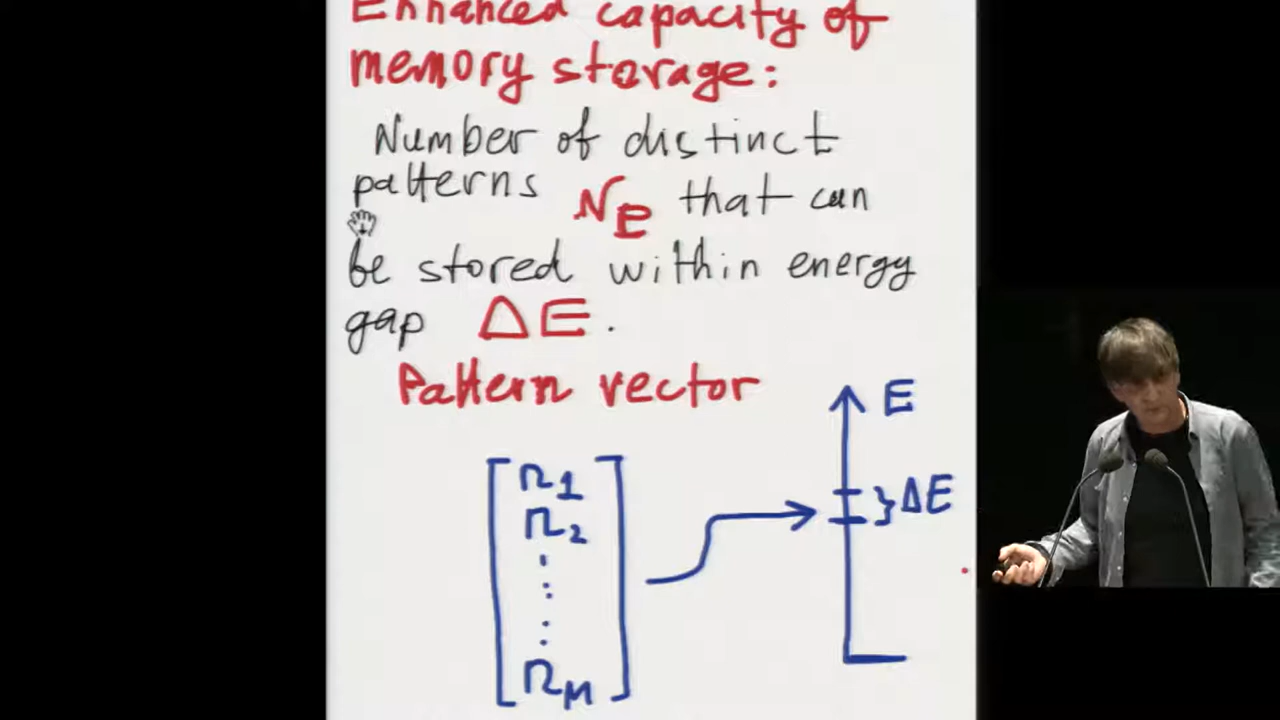 Enhanced capacity of
memory storage:
Number of distinct
patterns N_P that can
be stored within energy
gap ΔE.
Pattern vector
E
} ΔE
n_1
n_2
n_M